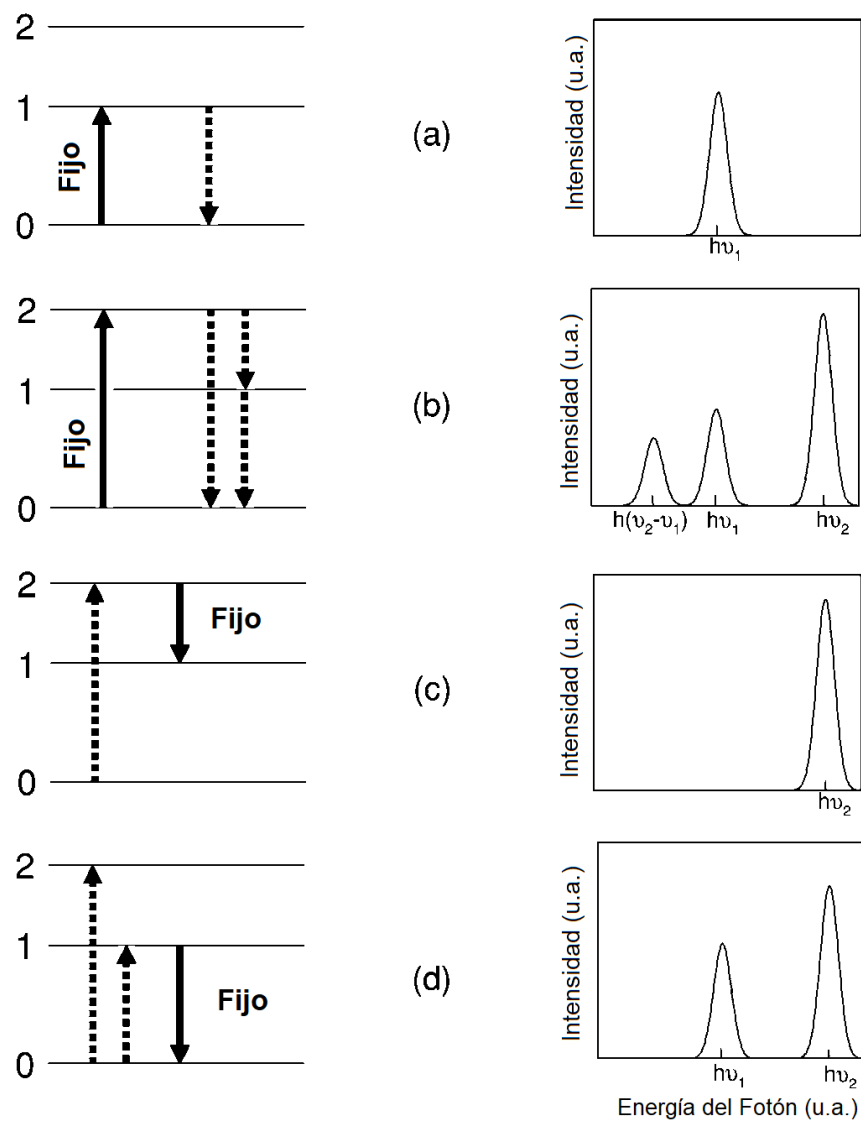 2
1
0
Fijo
(a)
Intensidad (u.a.)
hυ₁
2
1
0
Fijo
(b)
Intensidad (u.a.)
h(υ₂-υ₁)
hυ₁
hυ₂
2
1
0
Fijo
(c)
Intensidad (u.a.)
hυ₂
2
1
0
Fijo
(d)
Intensidad (u.a.)
hυ₁
hυ₂
Energía del Fotón (u.a.)